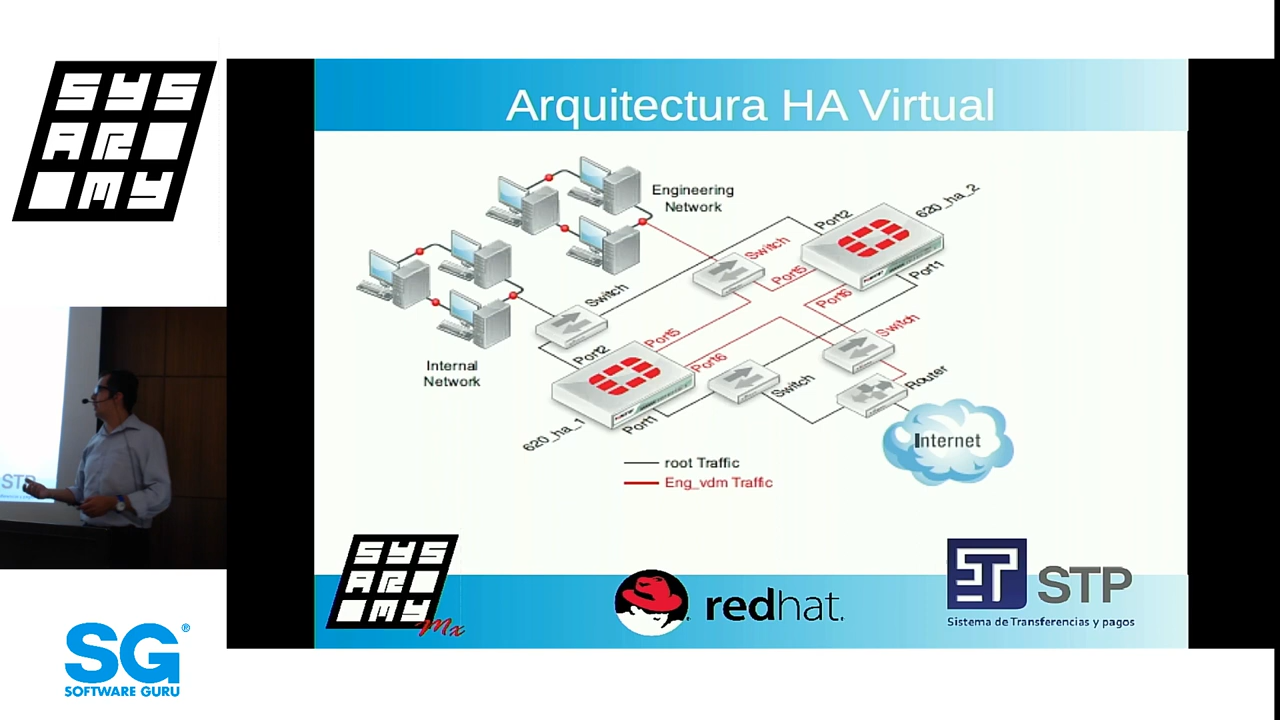 SYS
AR
MY
Arquitectura HA Virtual
Engineering
Network
620_ha_2
Port2
Switch
Port5
Port1
Port6
Switch
Switch
Port5
Port2
Port6
Internal
Network
Switch
Router
620_ha_1
Port1
Internet
root Traffic
Eng_vdm Traffic
STP
SYS
AR
MY
Mx
redhat.
STP
Sistema de Transferencias y pagos
SG®
SOFTWARE GURU